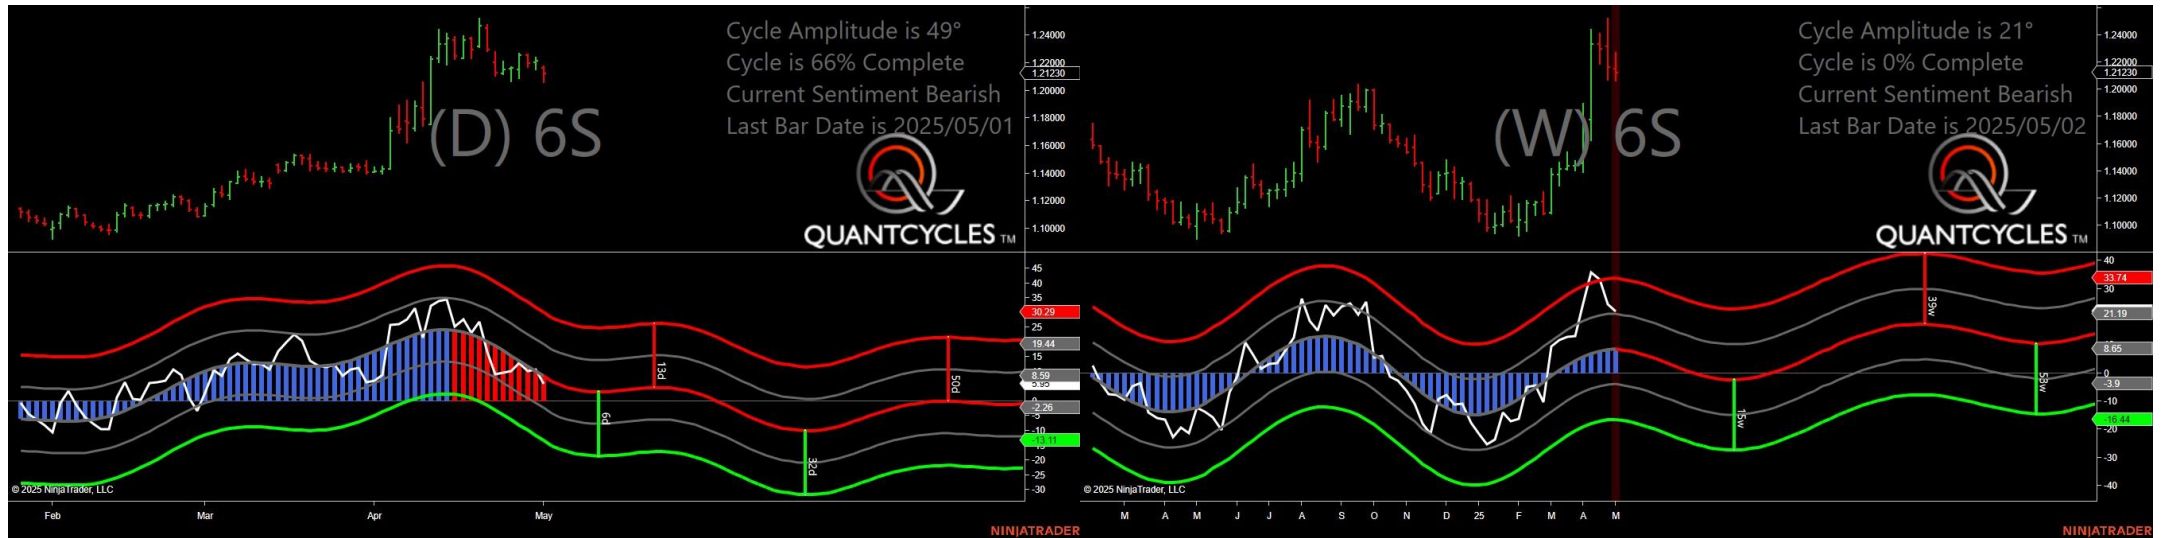 Cycle Amplitude is 49°
Cycle is 66% Complete
Current Sentiment Bearish
Last Bar Date is 2025/05/01
(D) 6S
QUANTCYCLES TM
1.24000
1.22000
1.21230
1.20000
1.18000
1.16000
1.14000
1.12000
1.10000
45
40
35
30.29
25
19.44
15
8.59
5.95
0
-2.26
-10
-13.11
-20
-25
-30
6d
13d
32d
50d
© 2025 NinjaTrader, LLC
Feb Mar Apr May
NINJATRADER
Cycle Amplitude is 21°
Cycle is 0% Complete
Current Sentiment Bearish
Last Bar Date is 2025/05/02
(W) 6S
QUANTCYCLES TM
1.24000
1.22000
1.21230
1.20000
1.18000
1.16000
1.14000
1.12000
1.10000
40
33.74
30
21.19
8.65
0
-3.9
-10
-16.44
-20
-30
-40
15w
39w
53w
© 2025 NinjaTrader, LLC
M A M J J A S O N D 25 F M A M
NINJATRADER